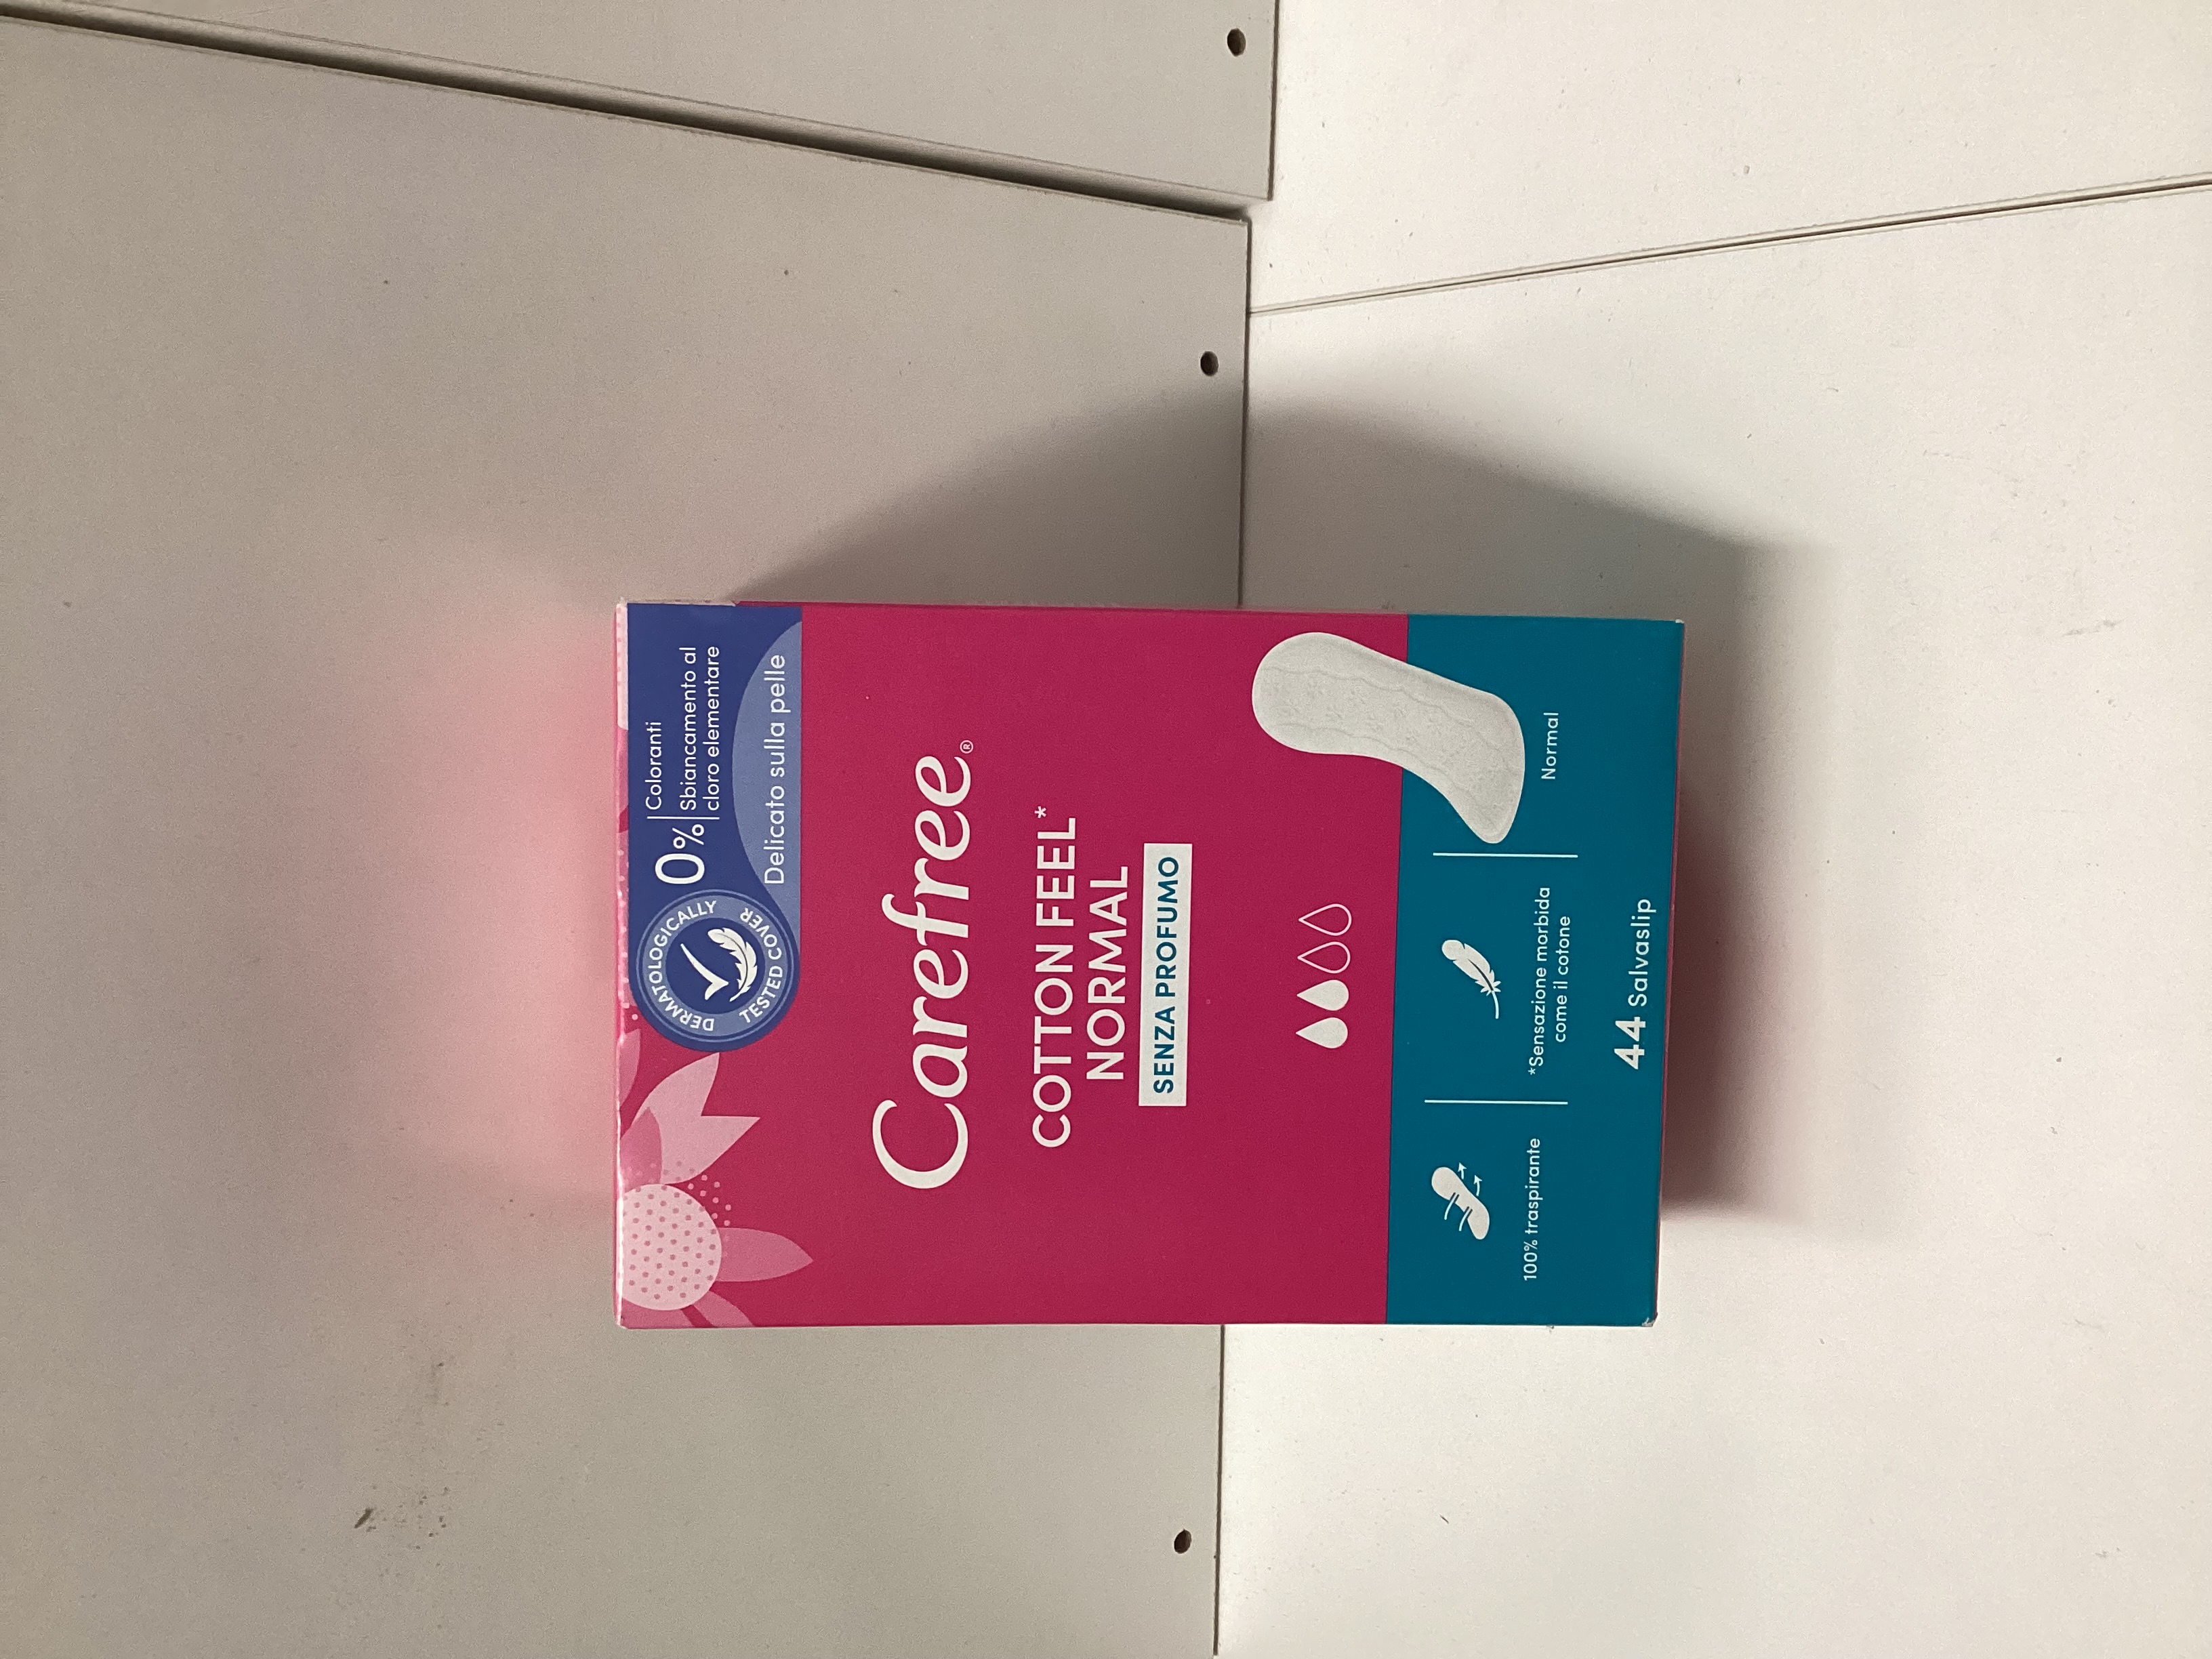 DERMATOLOGICALLY
TESTED COVER
0% Coloranti
Sbiancamento al
cloro elementare
Delicato sulla pelle
Carefree®
COTTON FEEL*
NORMAL
SENZA PROFUMO
100% traspirante
*Sensazione morbida
come il cotone
Normal
44 Salvaslip